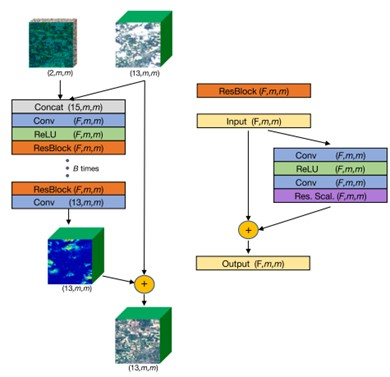 (2,m,m)
(13,m,m)
Concat (15,m,m)
Conv (F,m,m)
ReLU (F,m,m)
ResBlock (F,m,m)
B times
ResBlock (F,m,m)
Conv (13,m,m)
(13,m,m)
+
(13,m,m)
ResBlock (F,m,m)
Input (F,m,m)
Conv (F,m,m)
ReLU (F,m,m)
Conv (F,m,m)
Res. Scal. (F,m,m)
+
Output (F,m,m)